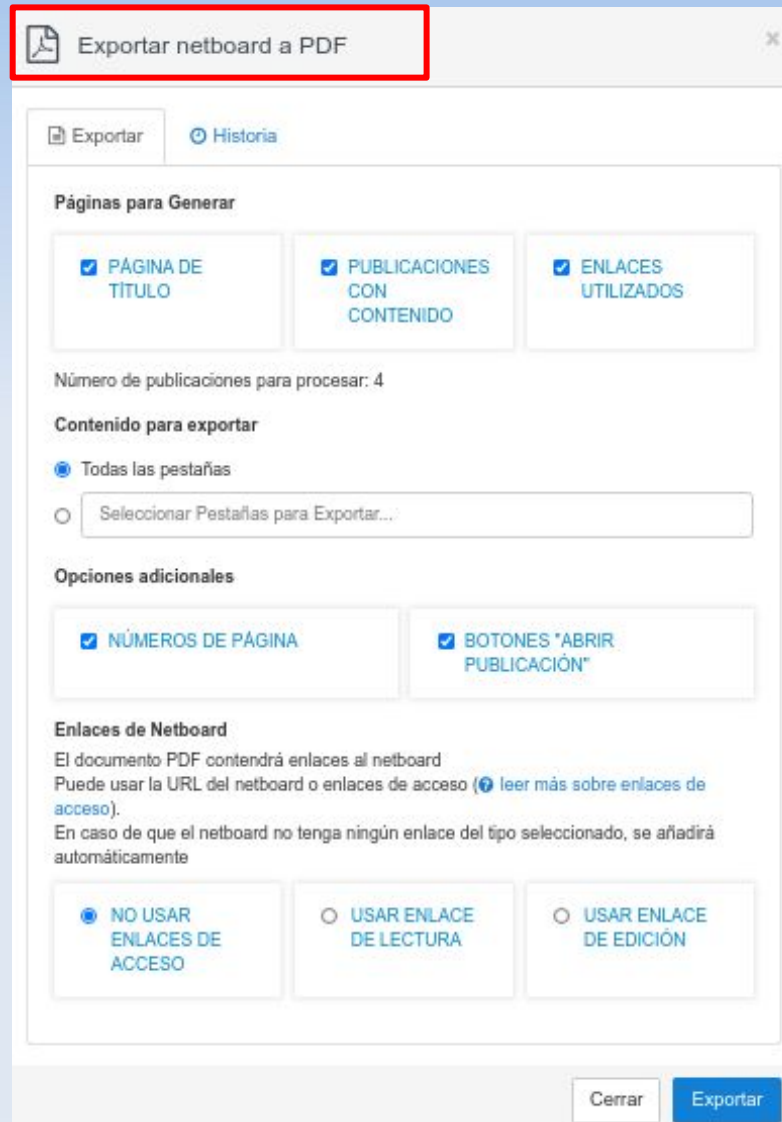 Exportar netboard a PDF
×
Exportar
Historia
Páginas para Generar
PÁGINA DE
TÍTULO
PUBLICACIONES
CON
CONTENIDO
ENLACES
UTILIZADOS
Número de publicaciones para procesar: 4
Contenido para exportar
Todas las pestañas
Seleccionar Pestañas para Exportar...
Opciones adicionales
NÚMEROS DE PÁGINA
BOTONES "ABRIR
PUBLICACIÓN"
Enlaces de Netboard
El documento PDF contendrá enlaces al netboard
Puede usar la URL del netboard o enlaces de acceso (? leer más sobre enlaces de
acceso).
En caso de que el netboard no tenga ningún enlace del tipo seleccionado, se añadirá
automáticamente
NO USAR
ENLACES DE
ACCESO
USAR ENLACE
DE LECTURA
USAR ENLACE
DE EDICIÓN
Cerrar
Exportar